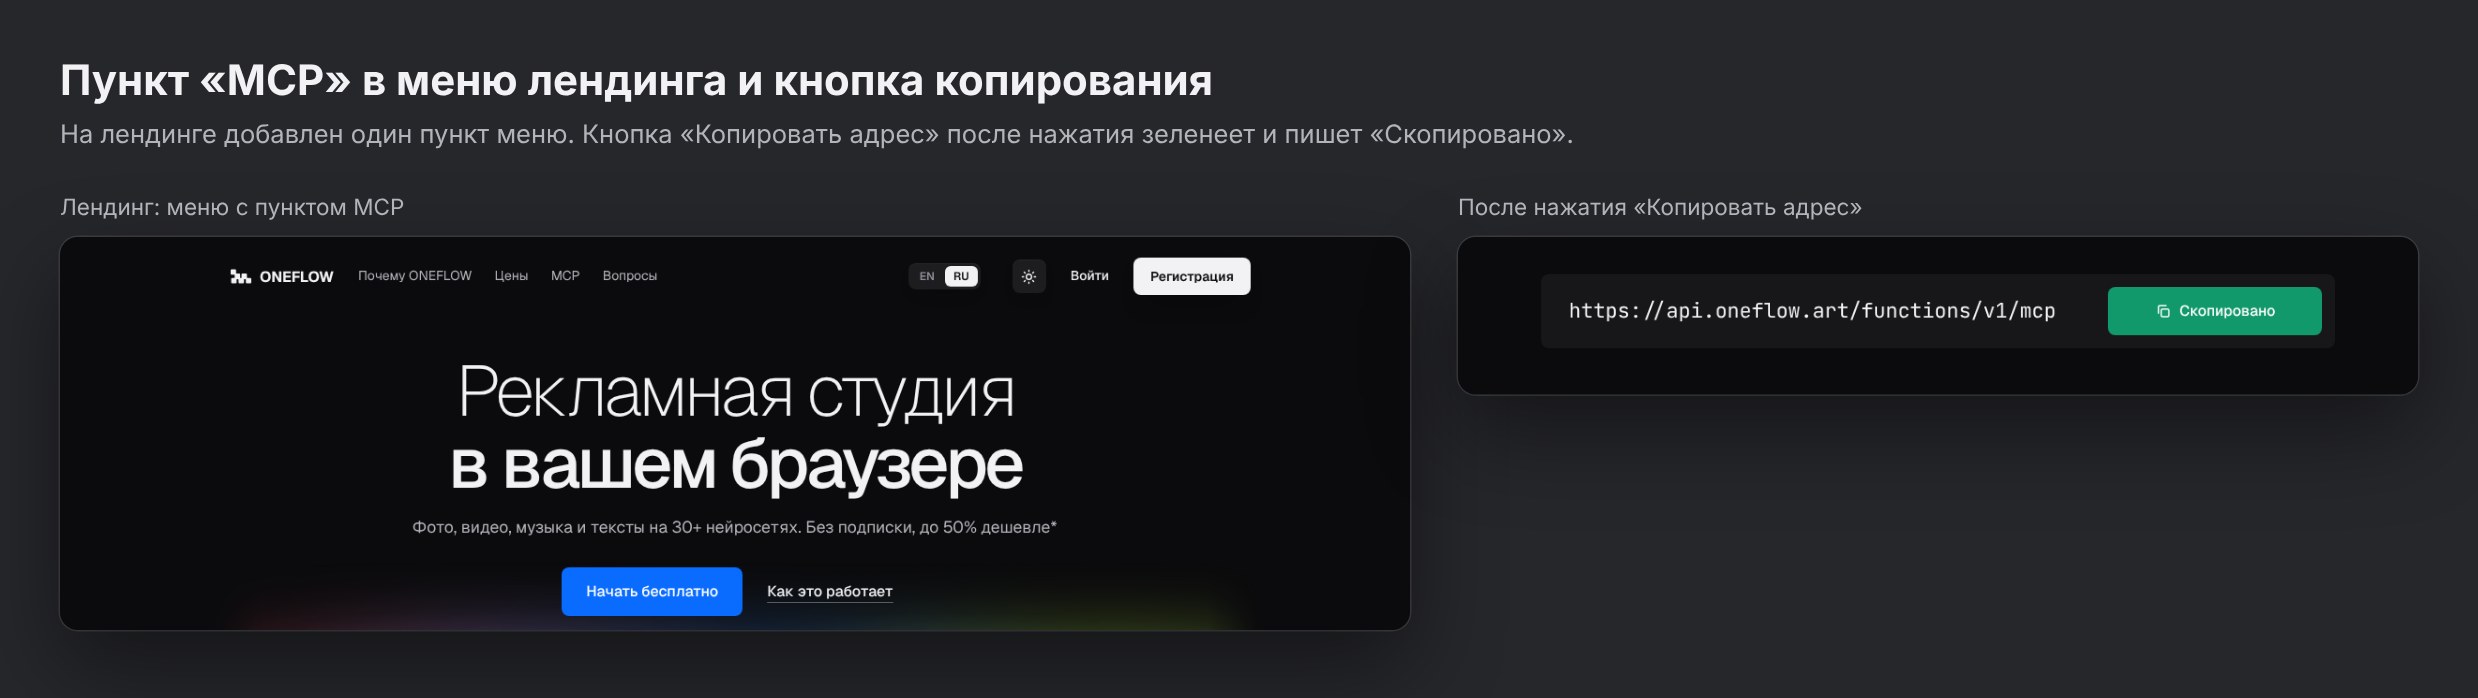 Пункт «MCP» в меню лендинга и кнопка копирования
На лендинге добавлен один пункт меню. Кнопка «Копировать адрес» после нажатия зеленеет и пишет «Скопировано».
Лендинг: меню с пунктом MCP
ONEFLOW Почему ONEFLOW Цены MCP Вопросы EN RU Войти Регистрация
Рекламная студия
в вашем браузере
Фото, видео, музыка и тексты на 30+ нейросетях. Без подписки, до 50% дешевле*
Начать бесплатно Как это работает
После нажатия «Копировать адрес»
https://api.oneflow.art/functions/v1/mcp Скопировано